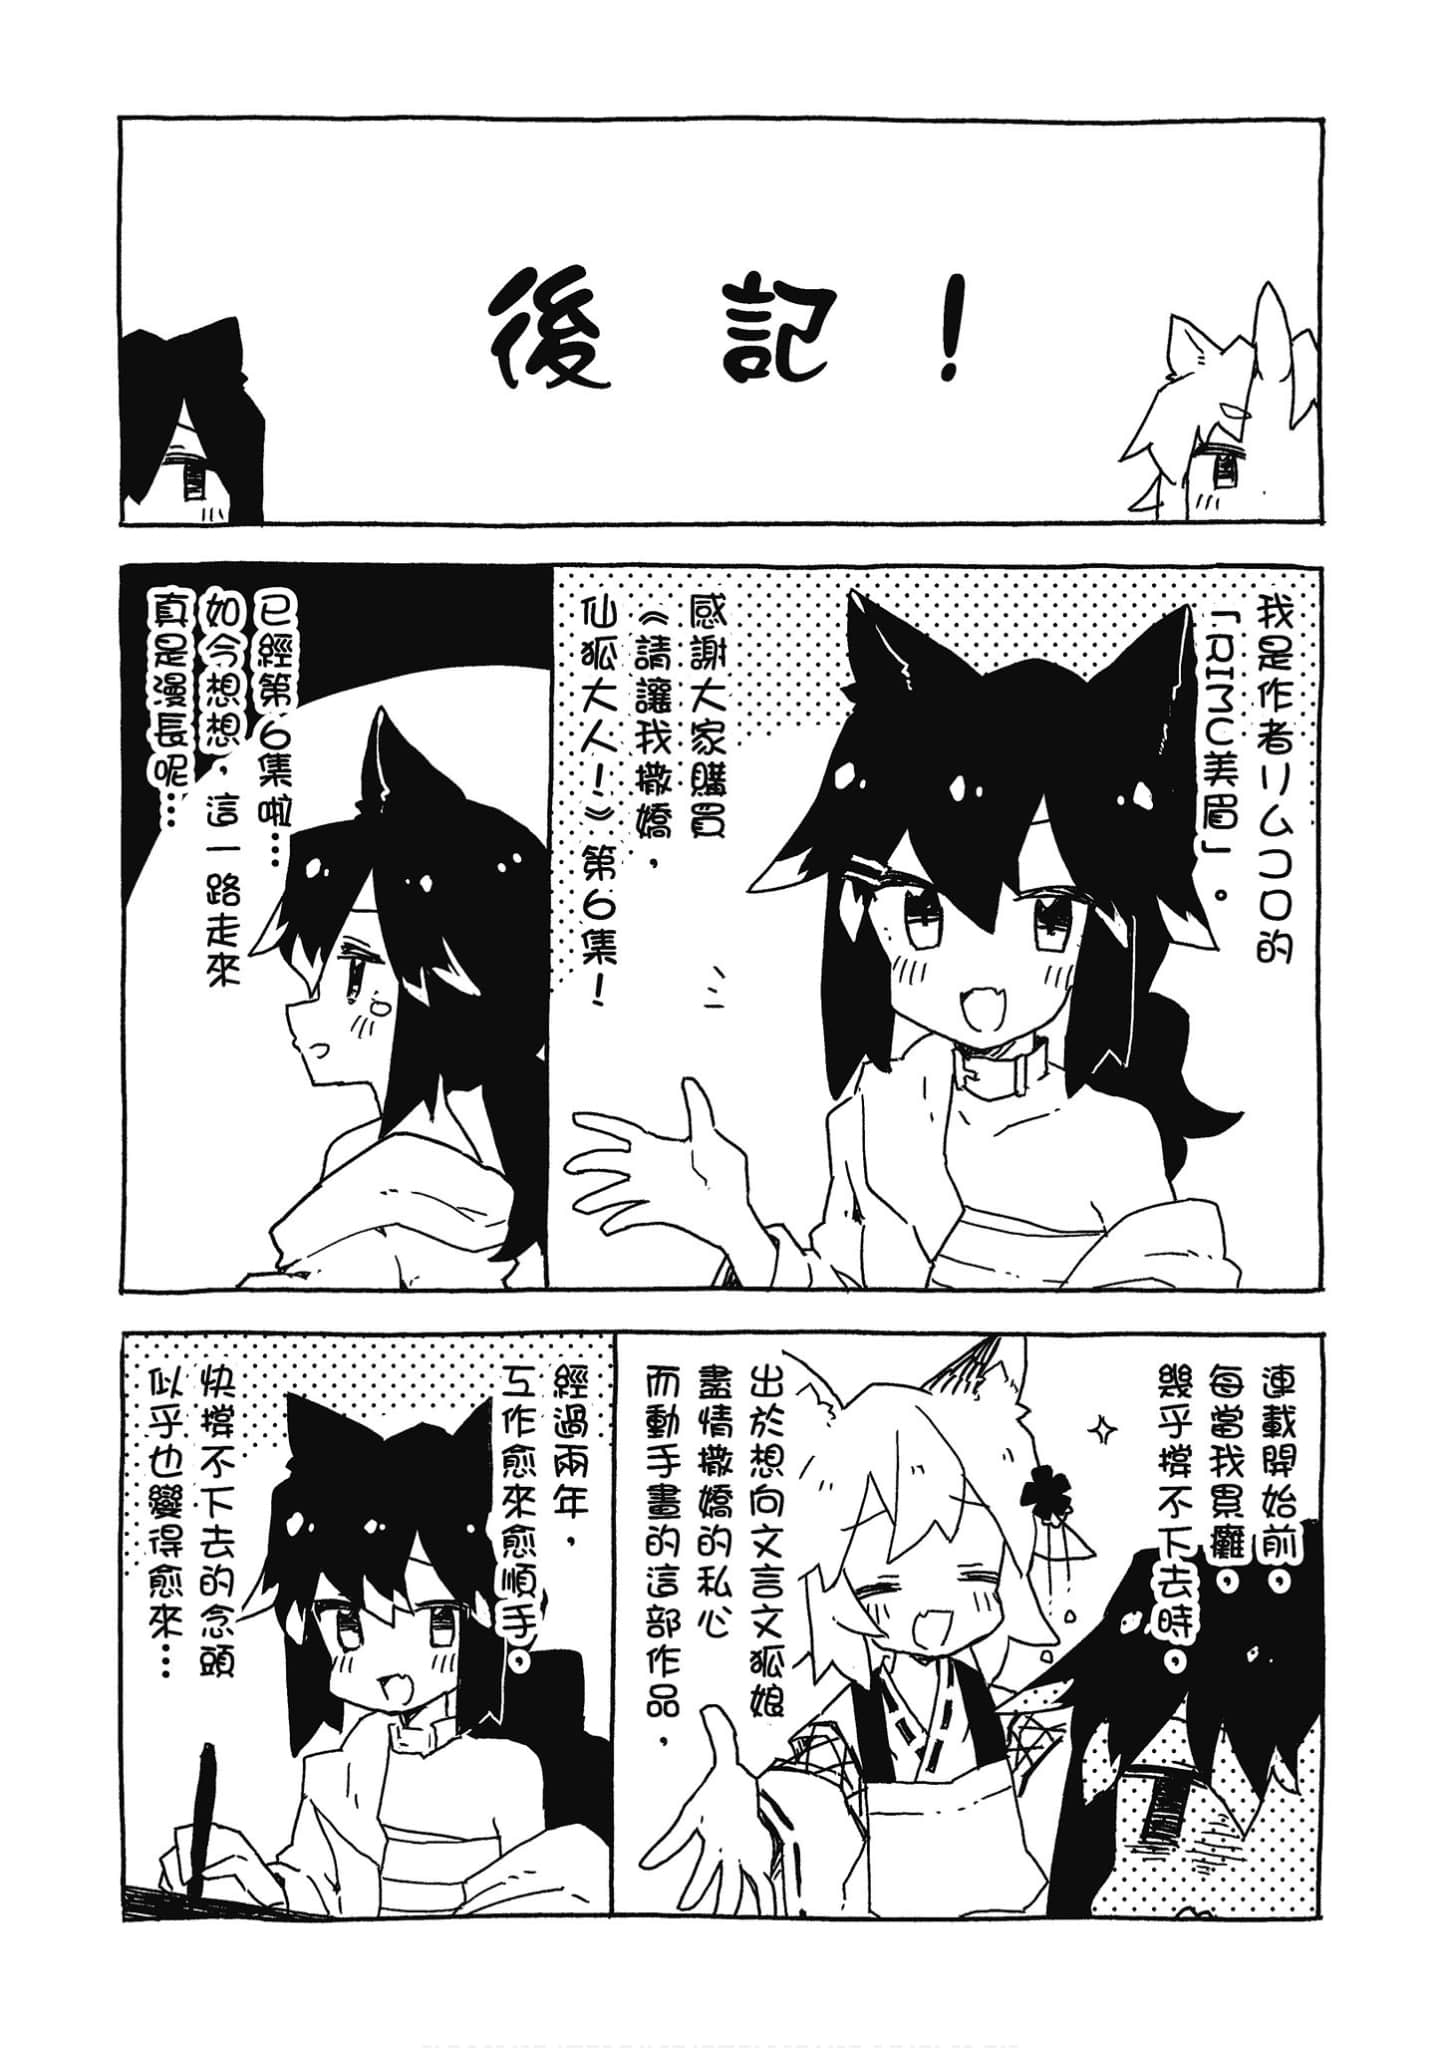 後記!
我是作者リムコロ的
「RIMC美眉」。
感謝大家購買
《請讓我撒嬌，
仙狐大人！》第6集！
已經第6集啦…
如今想想，這一路走來
真是漫長呢…
連載開始前，
每當我累癱，
幾乎撐不下去時，
出於想向文言文狐娘
盡情撒嬌的私心
而動手畫的這部作品，
經過兩年，
工作愈來愈順手，
快撐不下去的念頭
似乎也變得愈來…